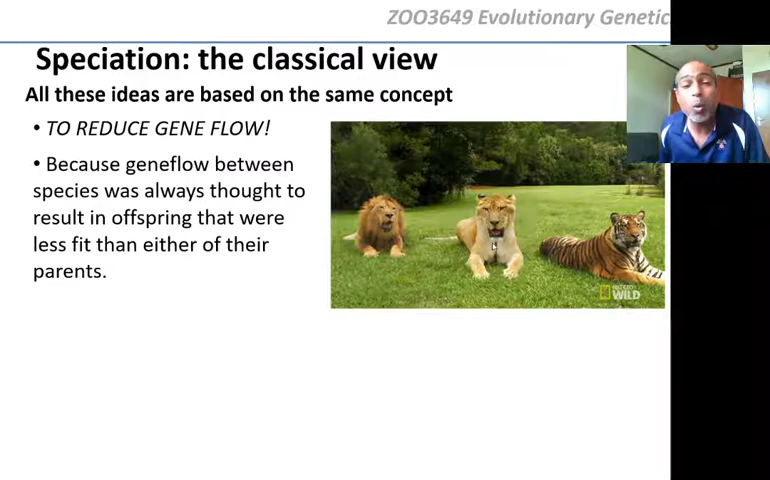 ZOO3649 Evolutionary Genetic
Speciation: the classical view
All these ideas are based on the same concept
• TO REDUCE GENE FLOW!
• Because geneflow between
species was always thought to
result in offspring that were
less fit than either of their
parents.
WILD